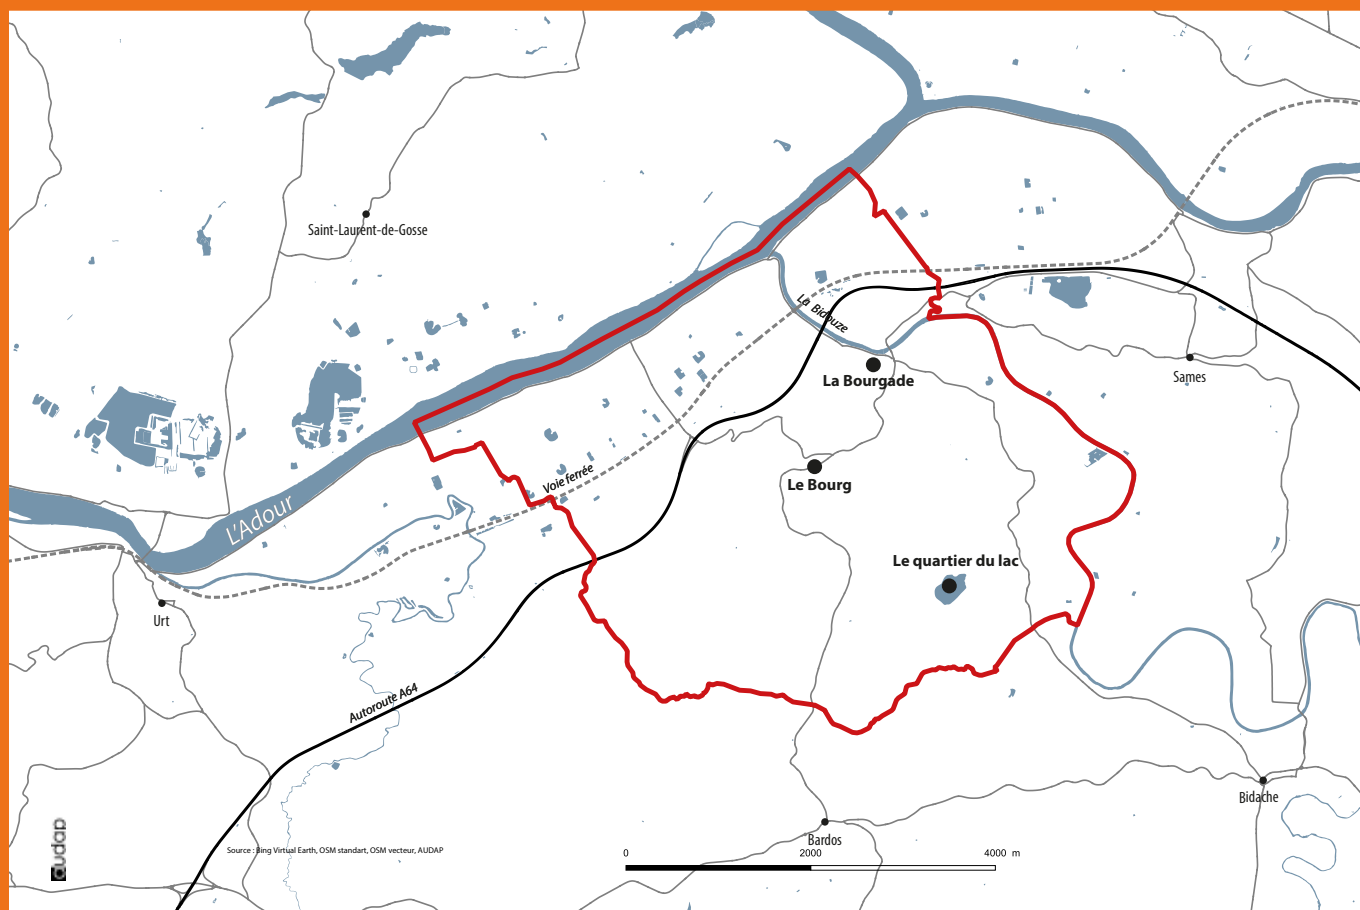 Saint-Laurent-de-Gosse
La Bidouze
La Bourgade
Sames
Le Bourg
Voie ferrée
L'Adour
Le quartier du lac
Urt
Autoroute A64
Bidache
Bardos
audap
Source : Bing Virtual Earth, OSM standart, OSM vecteur, AUDAP
0 2000 4000 m